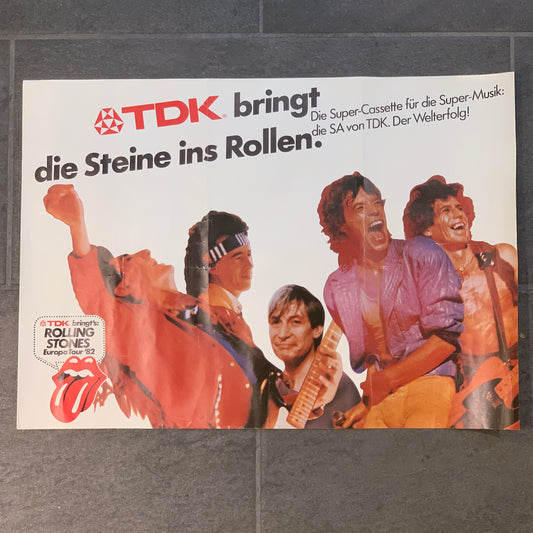 TDK. bringt
die Steine ins Rollen.
Die Super-Cassette für die Super-Musik:
die SA von TDK. Der Welterfolg!
TDK bringt's:
ROLLING
STONES
Europa Tour '82